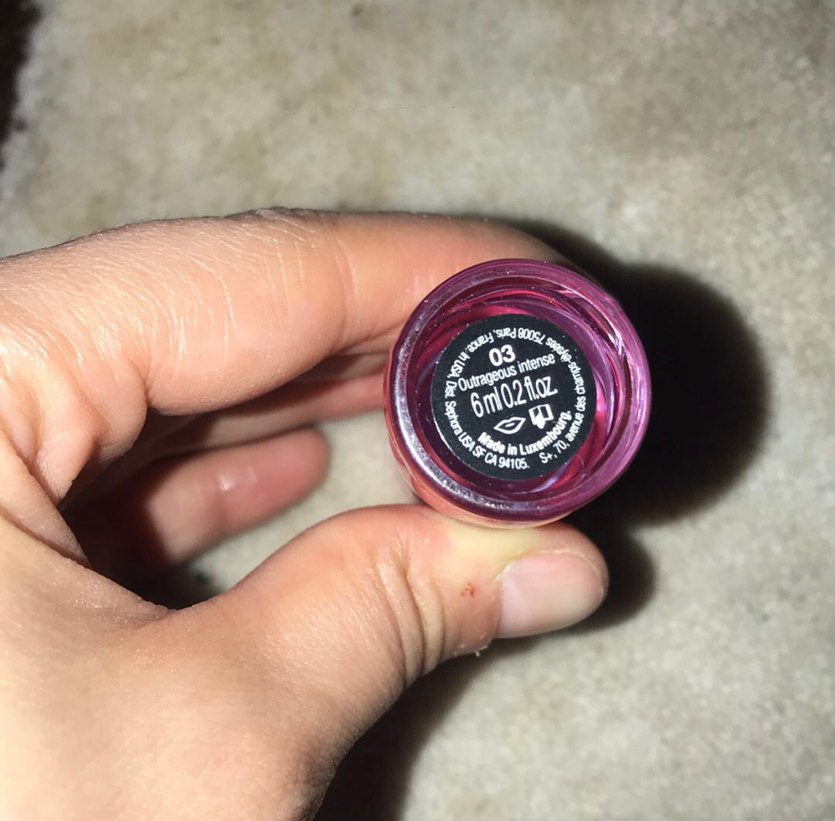 03
Outrageous intense
6 ml 0.2 fl.oz.
Made in Luxembourg.
S+, 70, avenue des champs-élysées 75008 Paris, France. In USA, Dist. Sephora USA SF CA 94105.